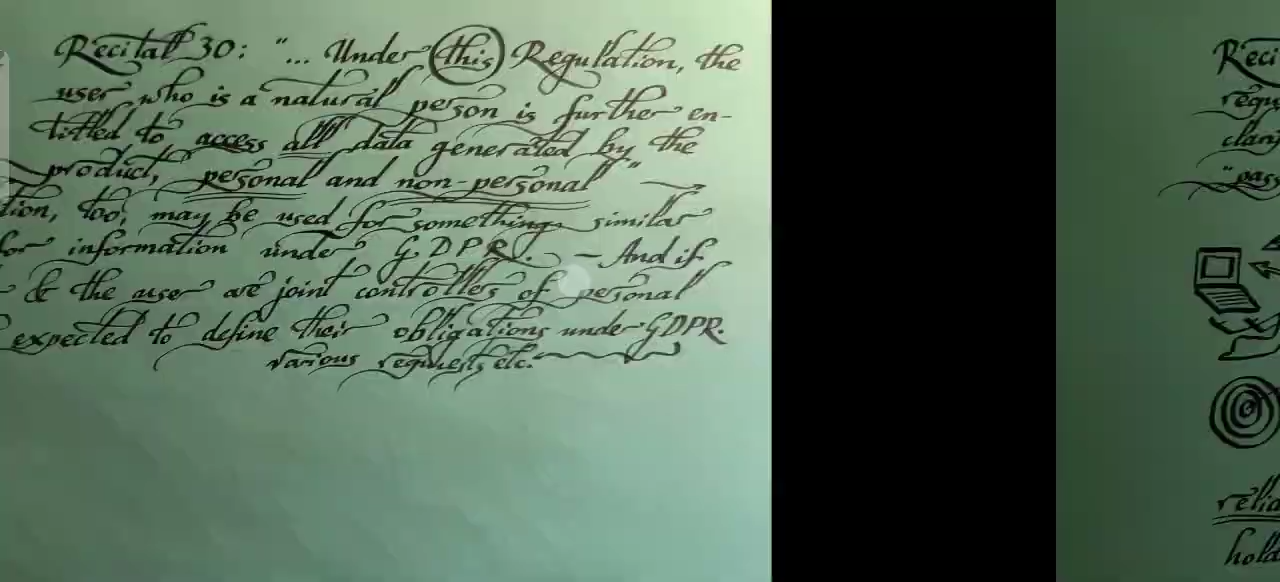 Recital 30: "... Under this Regulation, the
user who is a natural person is further en-
titled to access all data generated by the
product, personal and non-personal"
tion, too, may be used for something similar
for information under GDPR. - And if
& the user are joint controllers of personal
expected to define their obligations under GDPR.
various requests etc.
Reci
requ
clari
"pass
relia
hold